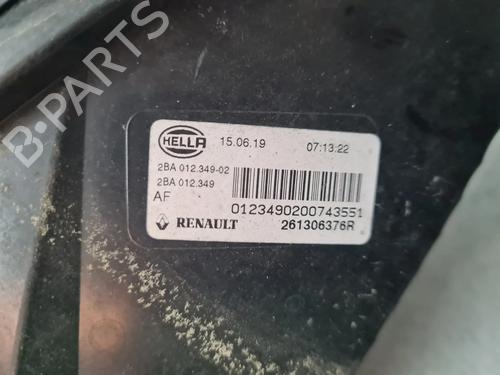 HELLA 15.06.19 07:13:22
2BA 012.349-02
2BA 012.349
AF
0123490200743551
RENAULT 261306376R
B-PARTS